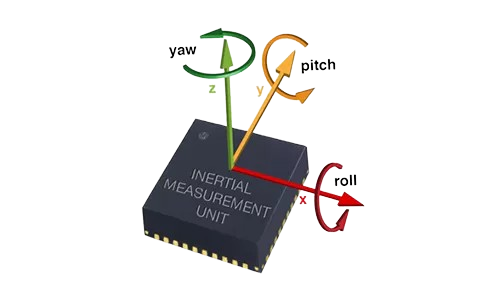 yaw
pitch
z
y
INERTIAL
MEASUREMENT
UNIT
roll
x